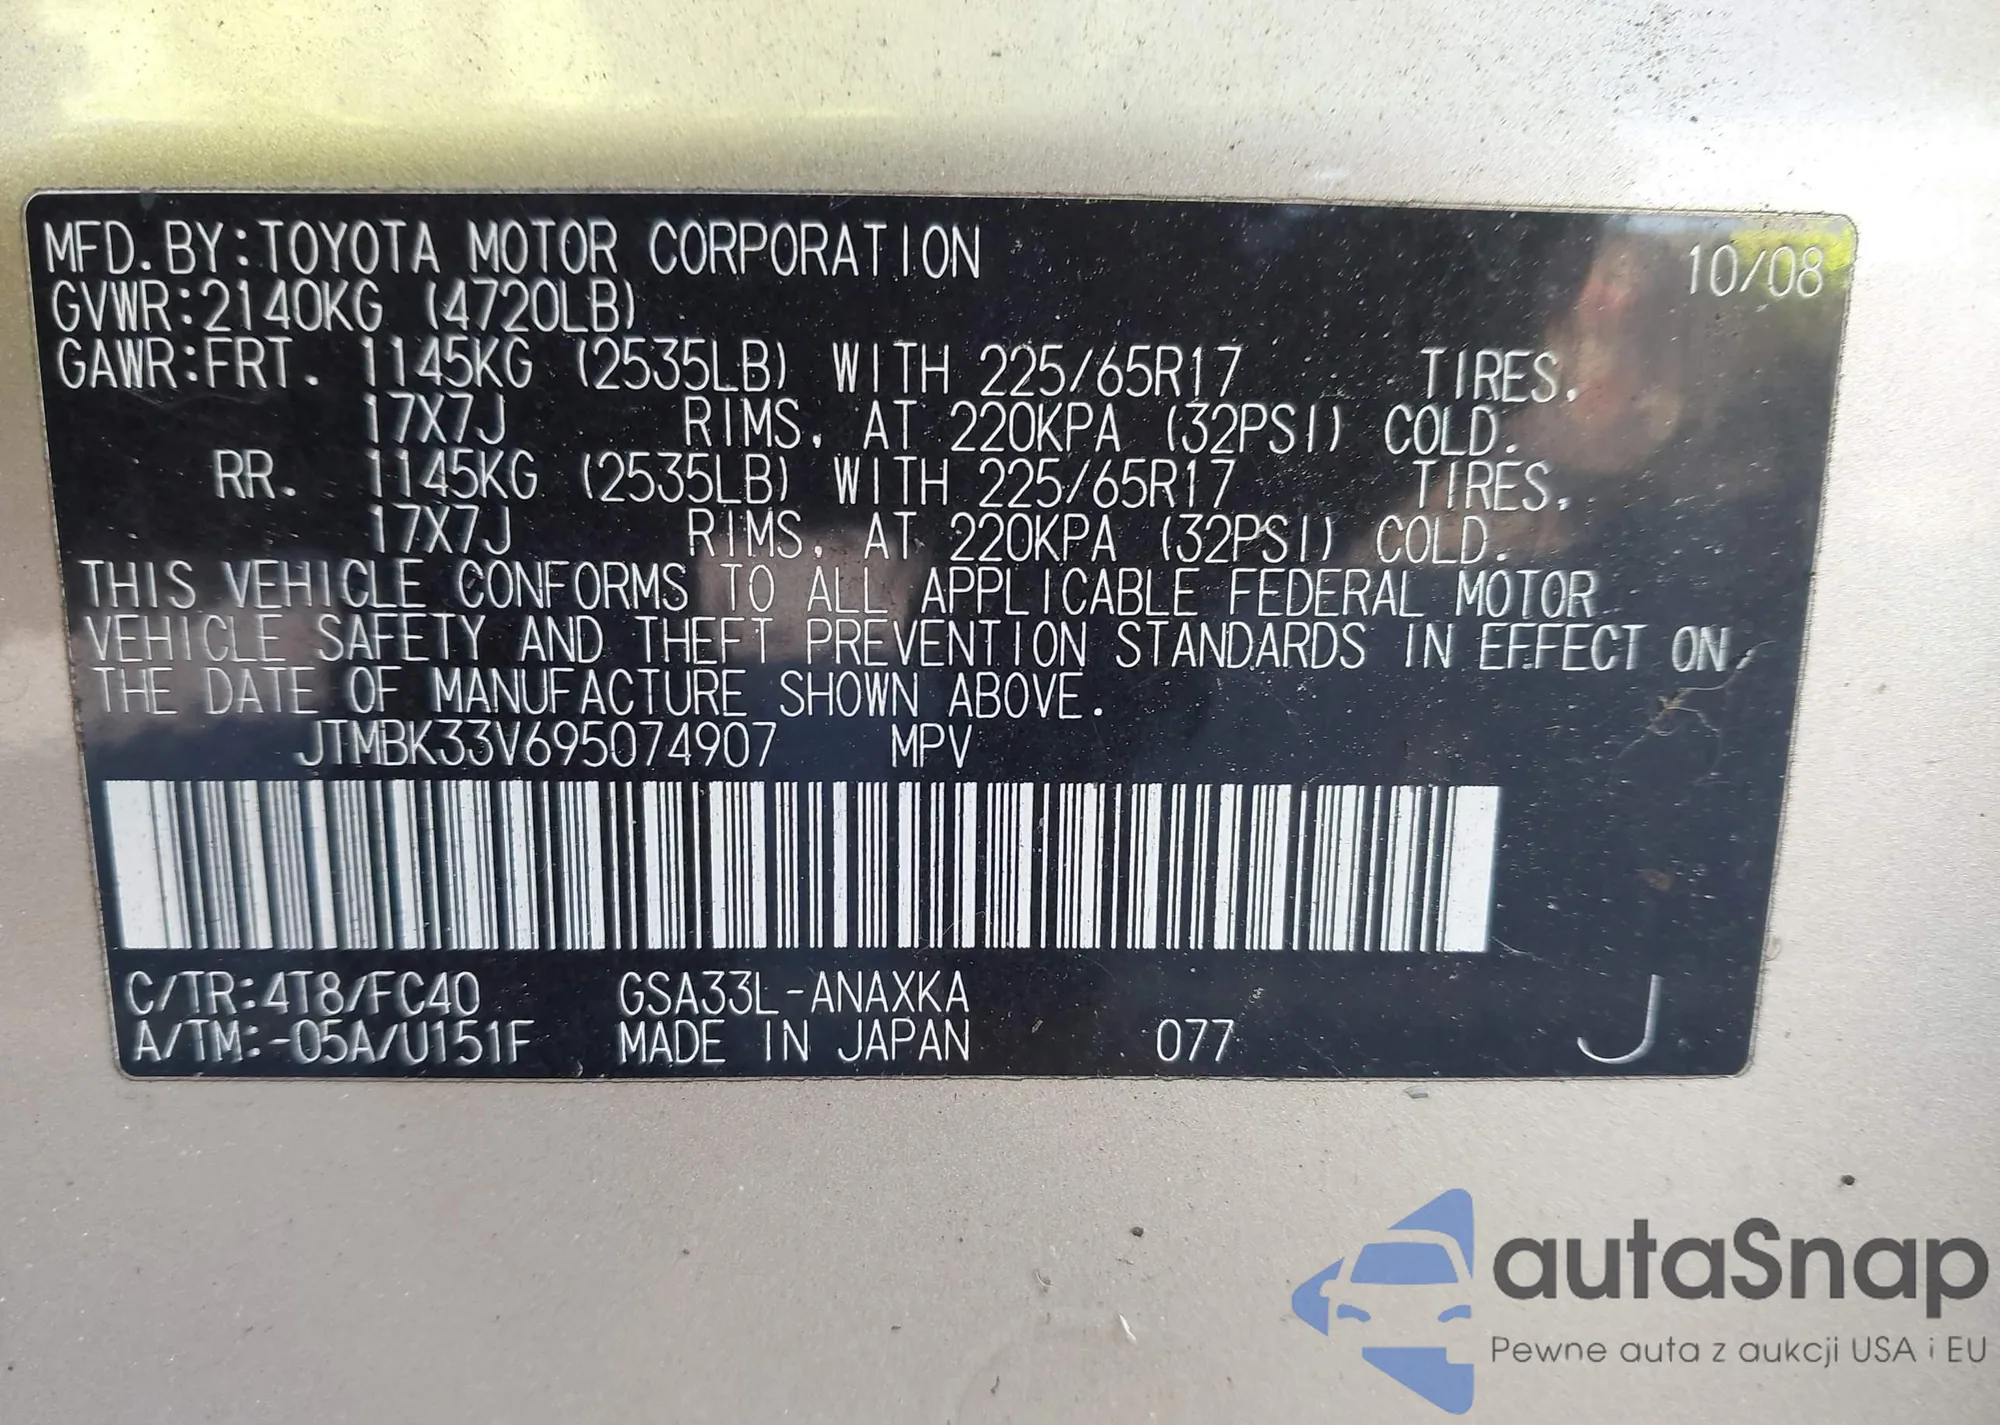 MFD. BY:TOYOTA MOTOR CORPORATION 10/08
GVWR:2140KG (4720LB)
GAWR:FRT. 1145KG (2535LB) WITH 225/65R17 TIRES,
17X7J RIMS, AT 220KPA (32PSI) COLD.
RR. 1145KG (2535LB) WITH 225/65R17 TIRES,
17X7J RIMS, AT 220KPA (32PSI) COLD.
THIS VEHICLE CONFORMS TO ALL APPLICABLE FEDERAL MOTOR
VEHICLE SAFETY AND THEFT PREVENTION STANDARDS IN EFFECT ON
THE DATE OF MANUFACTURE SHOWN ABOVE.
JTMBK33V695074907 MPV
C/TR:4T8/FC40 GSA33L-ANAXKA
A/TM:-05A/U151F MADE IN JAPAN 077 J
autoSnap
Pewne auta z aukcji USA i EU